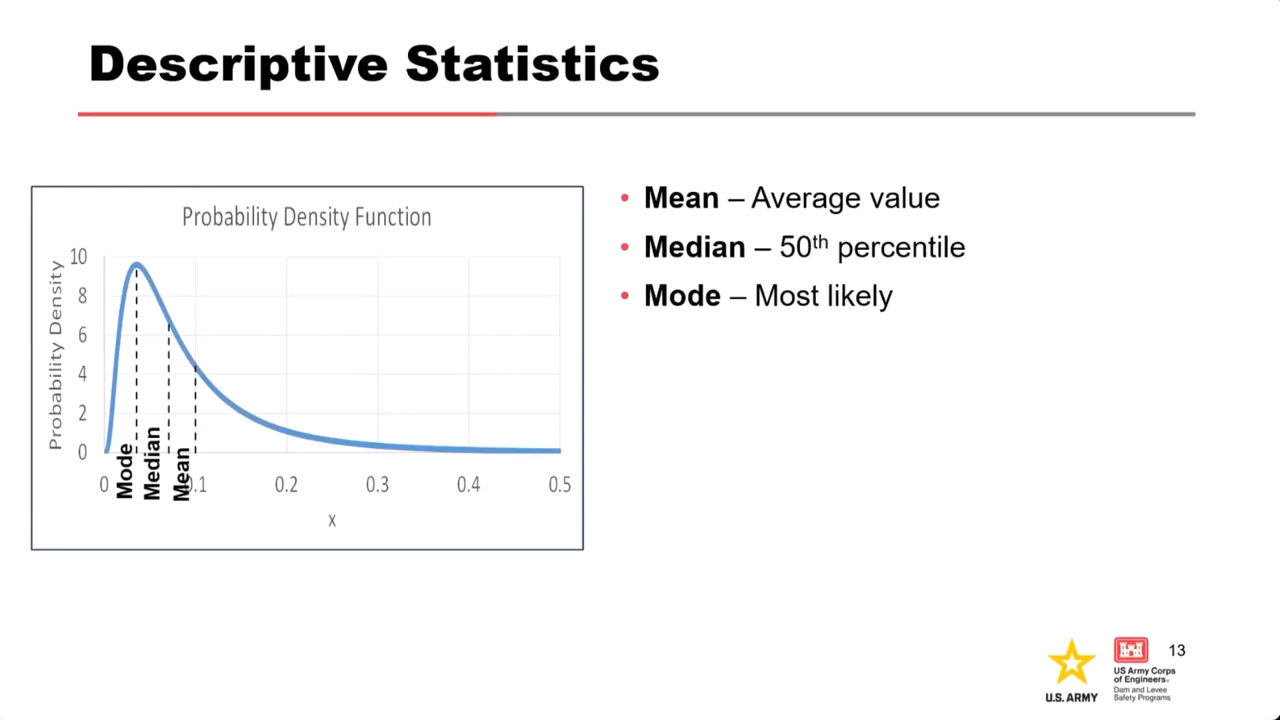 Descriptive Statistics
Probability Density Function
Probability Density
10
8
6
4
2
0
Mode
Median
Mean
0
0.1
0.2
0.3
0.4
0.5
x
• Mean – Average value
• Median – 50th percentile
• Mode – Most likely
U.S. ARMY
US Army Corps
of Engineers®
Dam and Levee
Safety Programs
13